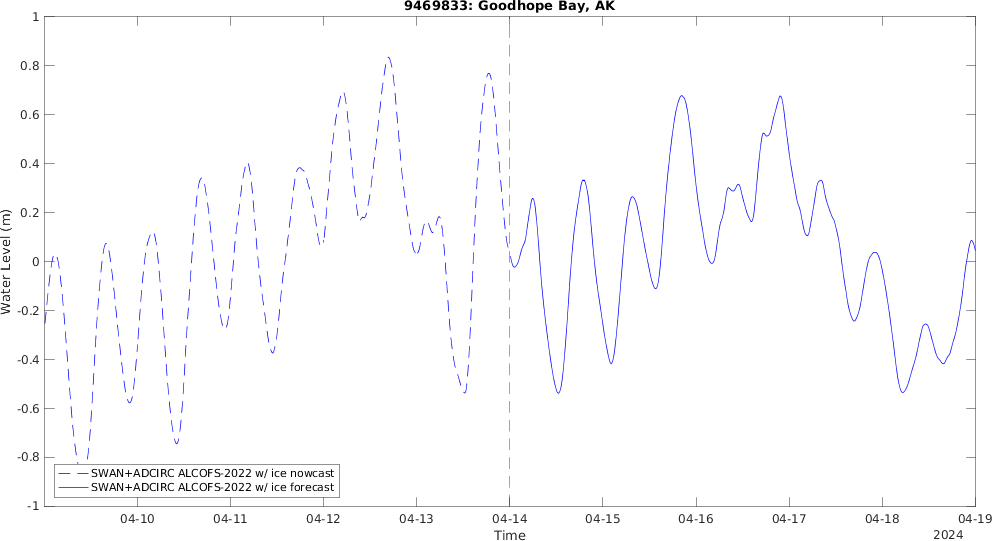 9469833: Goodhope Bay, AK
1
0.8
0.6
0.4
0.2
0
-0.2
-0.4
-0.6
-0.8
-1
Water Level (m)
SWAN+ADCIRC ALCOFS-2022 w/ ice nowcast
SWAN+ADCIRC ALCOFS-2022 w/ ice forecast
04-10 04-11 04-12 04-13 04-14 04-15 04-16 04-17 04-18 04-19
Time
2024